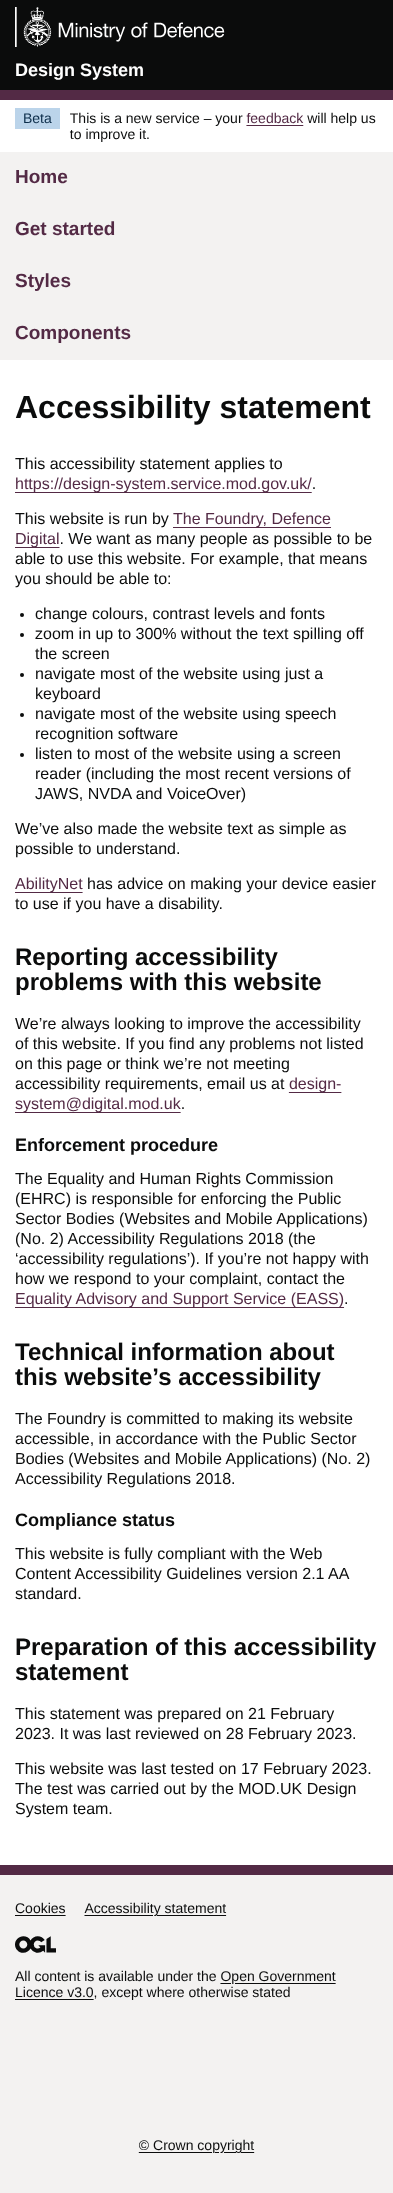 Ministry of Defence
Design System
Beta This is a new service – your feedback will help us
to improve it.
Home
Get started
Styles
Components
Accessibility statement
This accessibility statement applies to
https://design-system.service.mod.gov.uk/.
This website is run by The Foundry, Defence
Digital. We want as many people as possible to be
able to use this website. For example, that means
you should be able to:
• change colours, contrast levels and fonts
• zoom in up to 300% without the text spilling off
the screen
• navigate most of the website using just a
keyboard
• navigate most of the website using speech
recognition software
• listen to most of the website using a screen
reader (including the most recent versions of
JAWS, NVDA and VoiceOver)
We’ve also made the website text as simple as
possible to understand.
AbilityNet has advice on making your device easier
to use if you have a disability.
Reporting accessibility
problems with this website
We’re always looking to improve the accessibility
of this website. If you find any problems not listed
on this page or think we’re not meeting
accessibility requirements, email us at design-
system@digital.mod.uk.
Enforcement procedure
The Equality and Human Rights Commission
(EHRC) is responsible for enforcing the Public
Sector Bodies (Websites and Mobile Applications)
(No. 2) Accessibility Regulations 2018 (the
‘accessibility regulations’). If you’re not happy with
how we respond to your complaint, contact the
Equality Advisory and Support Service (EASS).
Technical information about
this website’s accessibility
The Foundry is committed to making its website
accessible, in accordance with the Public Sector
Bodies (Websites and Mobile Applications) (No. 2)
Accessibility Regulations 2018.
Compliance status
This website is fully compliant with the Web
Content Accessibility Guidelines version 2.1 AA
standard.
Preparation of this accessibility
statement
This statement was prepared on 21 February
2023. It was last reviewed on 28 February 2023.
This website was last tested on 17 February 2023.
The test was carried out by the MOD.UK Design
System team.
Cookies Accessibility statement
OGL
All content is available under the Open Government
Licence v3.0, except where otherwise stated
© Crown copyright